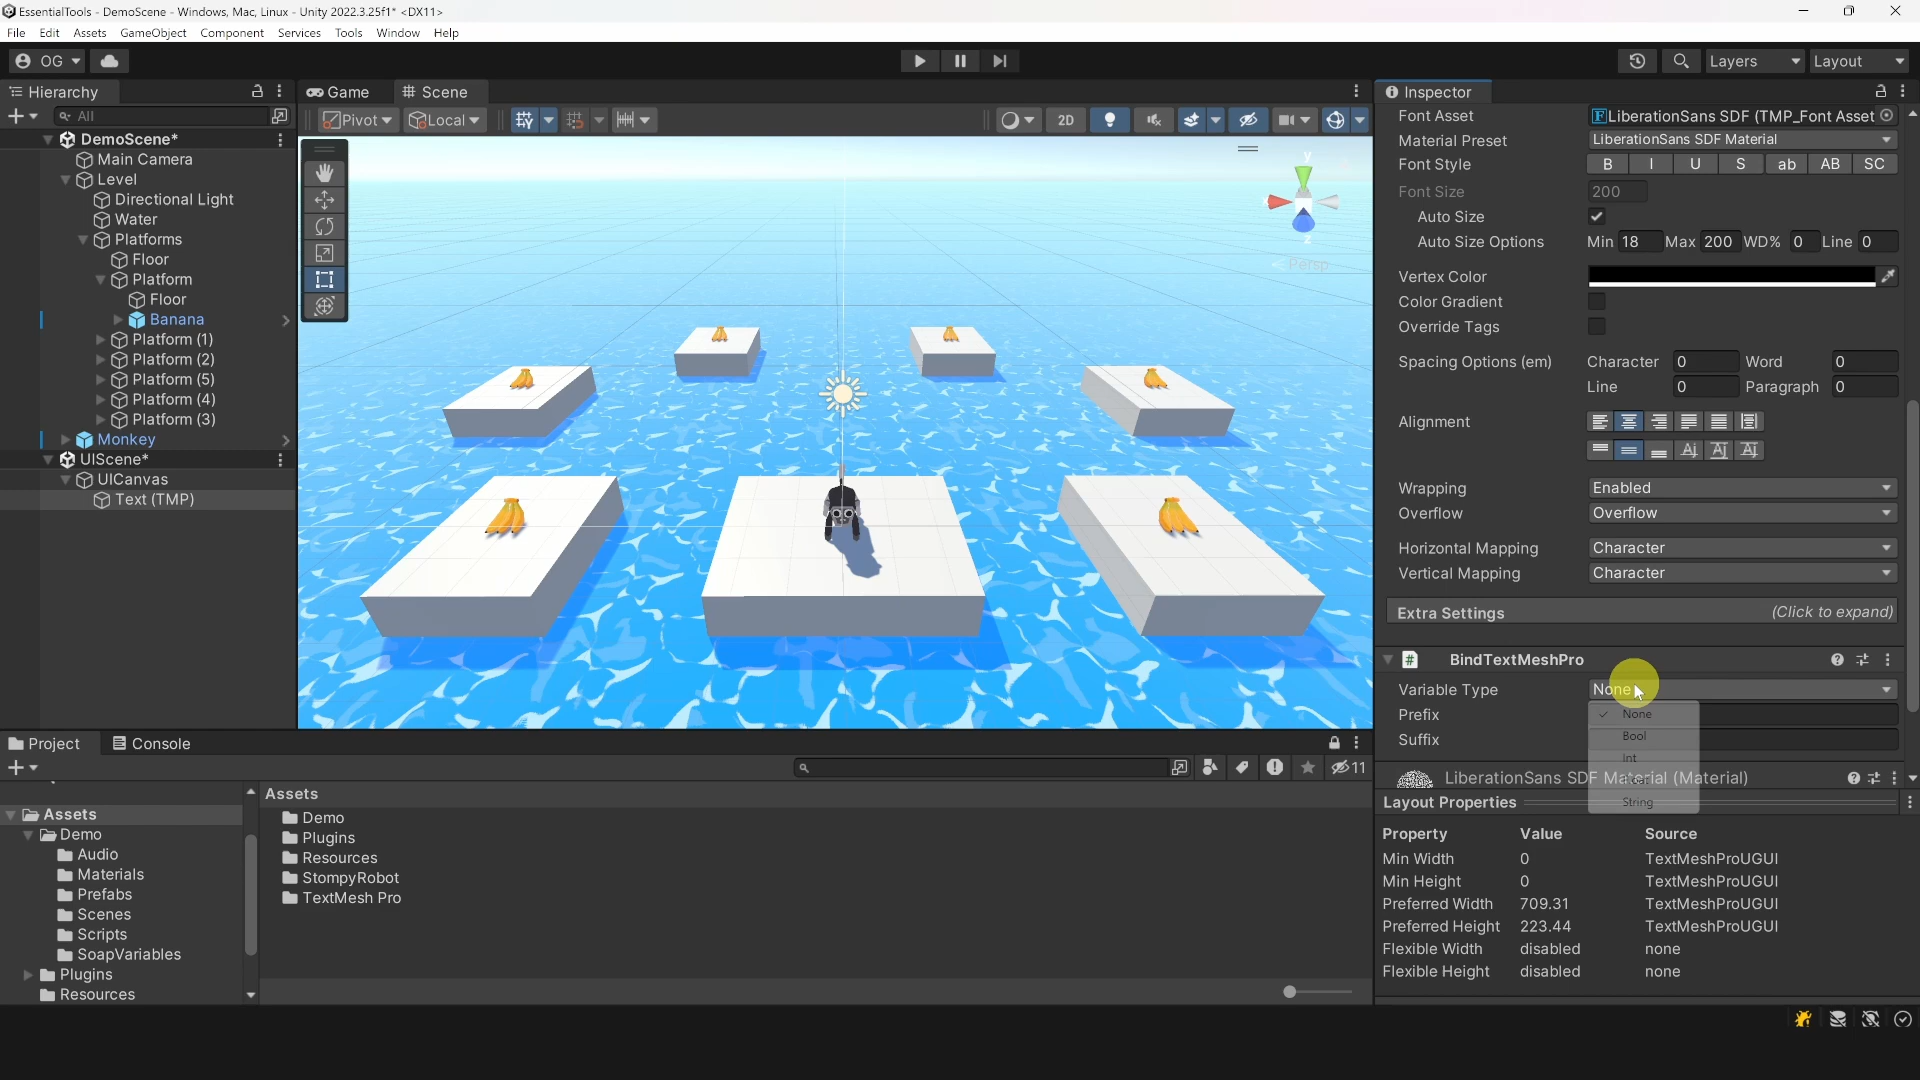 EssentialTools - DemoScene - Windows, Mac, Linux - Unity 2022.3.25f1* <DX11>
File Edit Assets GameObject Component Services Tools Window Help
OG Layers Layout
Hierarchy
All
DemoScene*
Main Camera
Level
Directional Light
Water
Platforms
Floor
Platform
Floor
Banana
Platform (1)
Platform (2)
Platform (5)
Platform (4)
Platform (3)
Monkey
UIScene*
UICanvas
Text (TMP)
Game Scene
Pivot Local 2D
y
z
Persp
Inspector
Font Asset LiberationSans SDF (TMP_Font Asset
Material Preset LiberationSans SDF Material
Font Style B I U S ab AB SC
Font Size 200
Auto Size
Auto Size Options Min 18 Max 200 WD% 0 Line 0
Vertex Color
Color Gradient
Override Tags
Spacing Options (em) Character 0 Word 0
Line 0 Paragraph 0
Alignment
Wrapping Enabled
Overflow Overflow
Horizontal Mapping Character
Vertical Mapping Character
Extra Settings (Click to expand)
BindTextMeshPro
Variable Type None
Prefix
Suffix
None
Bool
Int
String
LiberationSans SDF Material (Material)
Layout Properties
Property Value Source
Min Width 0 TextMeshProUGUI
Min Height 0 TextMeshProUGUI
Preferred Width 709.31 TextMeshProUGUI
Preferred Height 223.44 TextMeshProUGUI
Flexible Width disabled none
Flexible Height disabled none
Project Console
11
Assets
Demo
Audio
Materials
Prefabs
Scenes
Scripts
SoapVariables
Plugins
Resources
Assets
Demo
Plugins
Resources
StompyRobot
TextMesh Pro